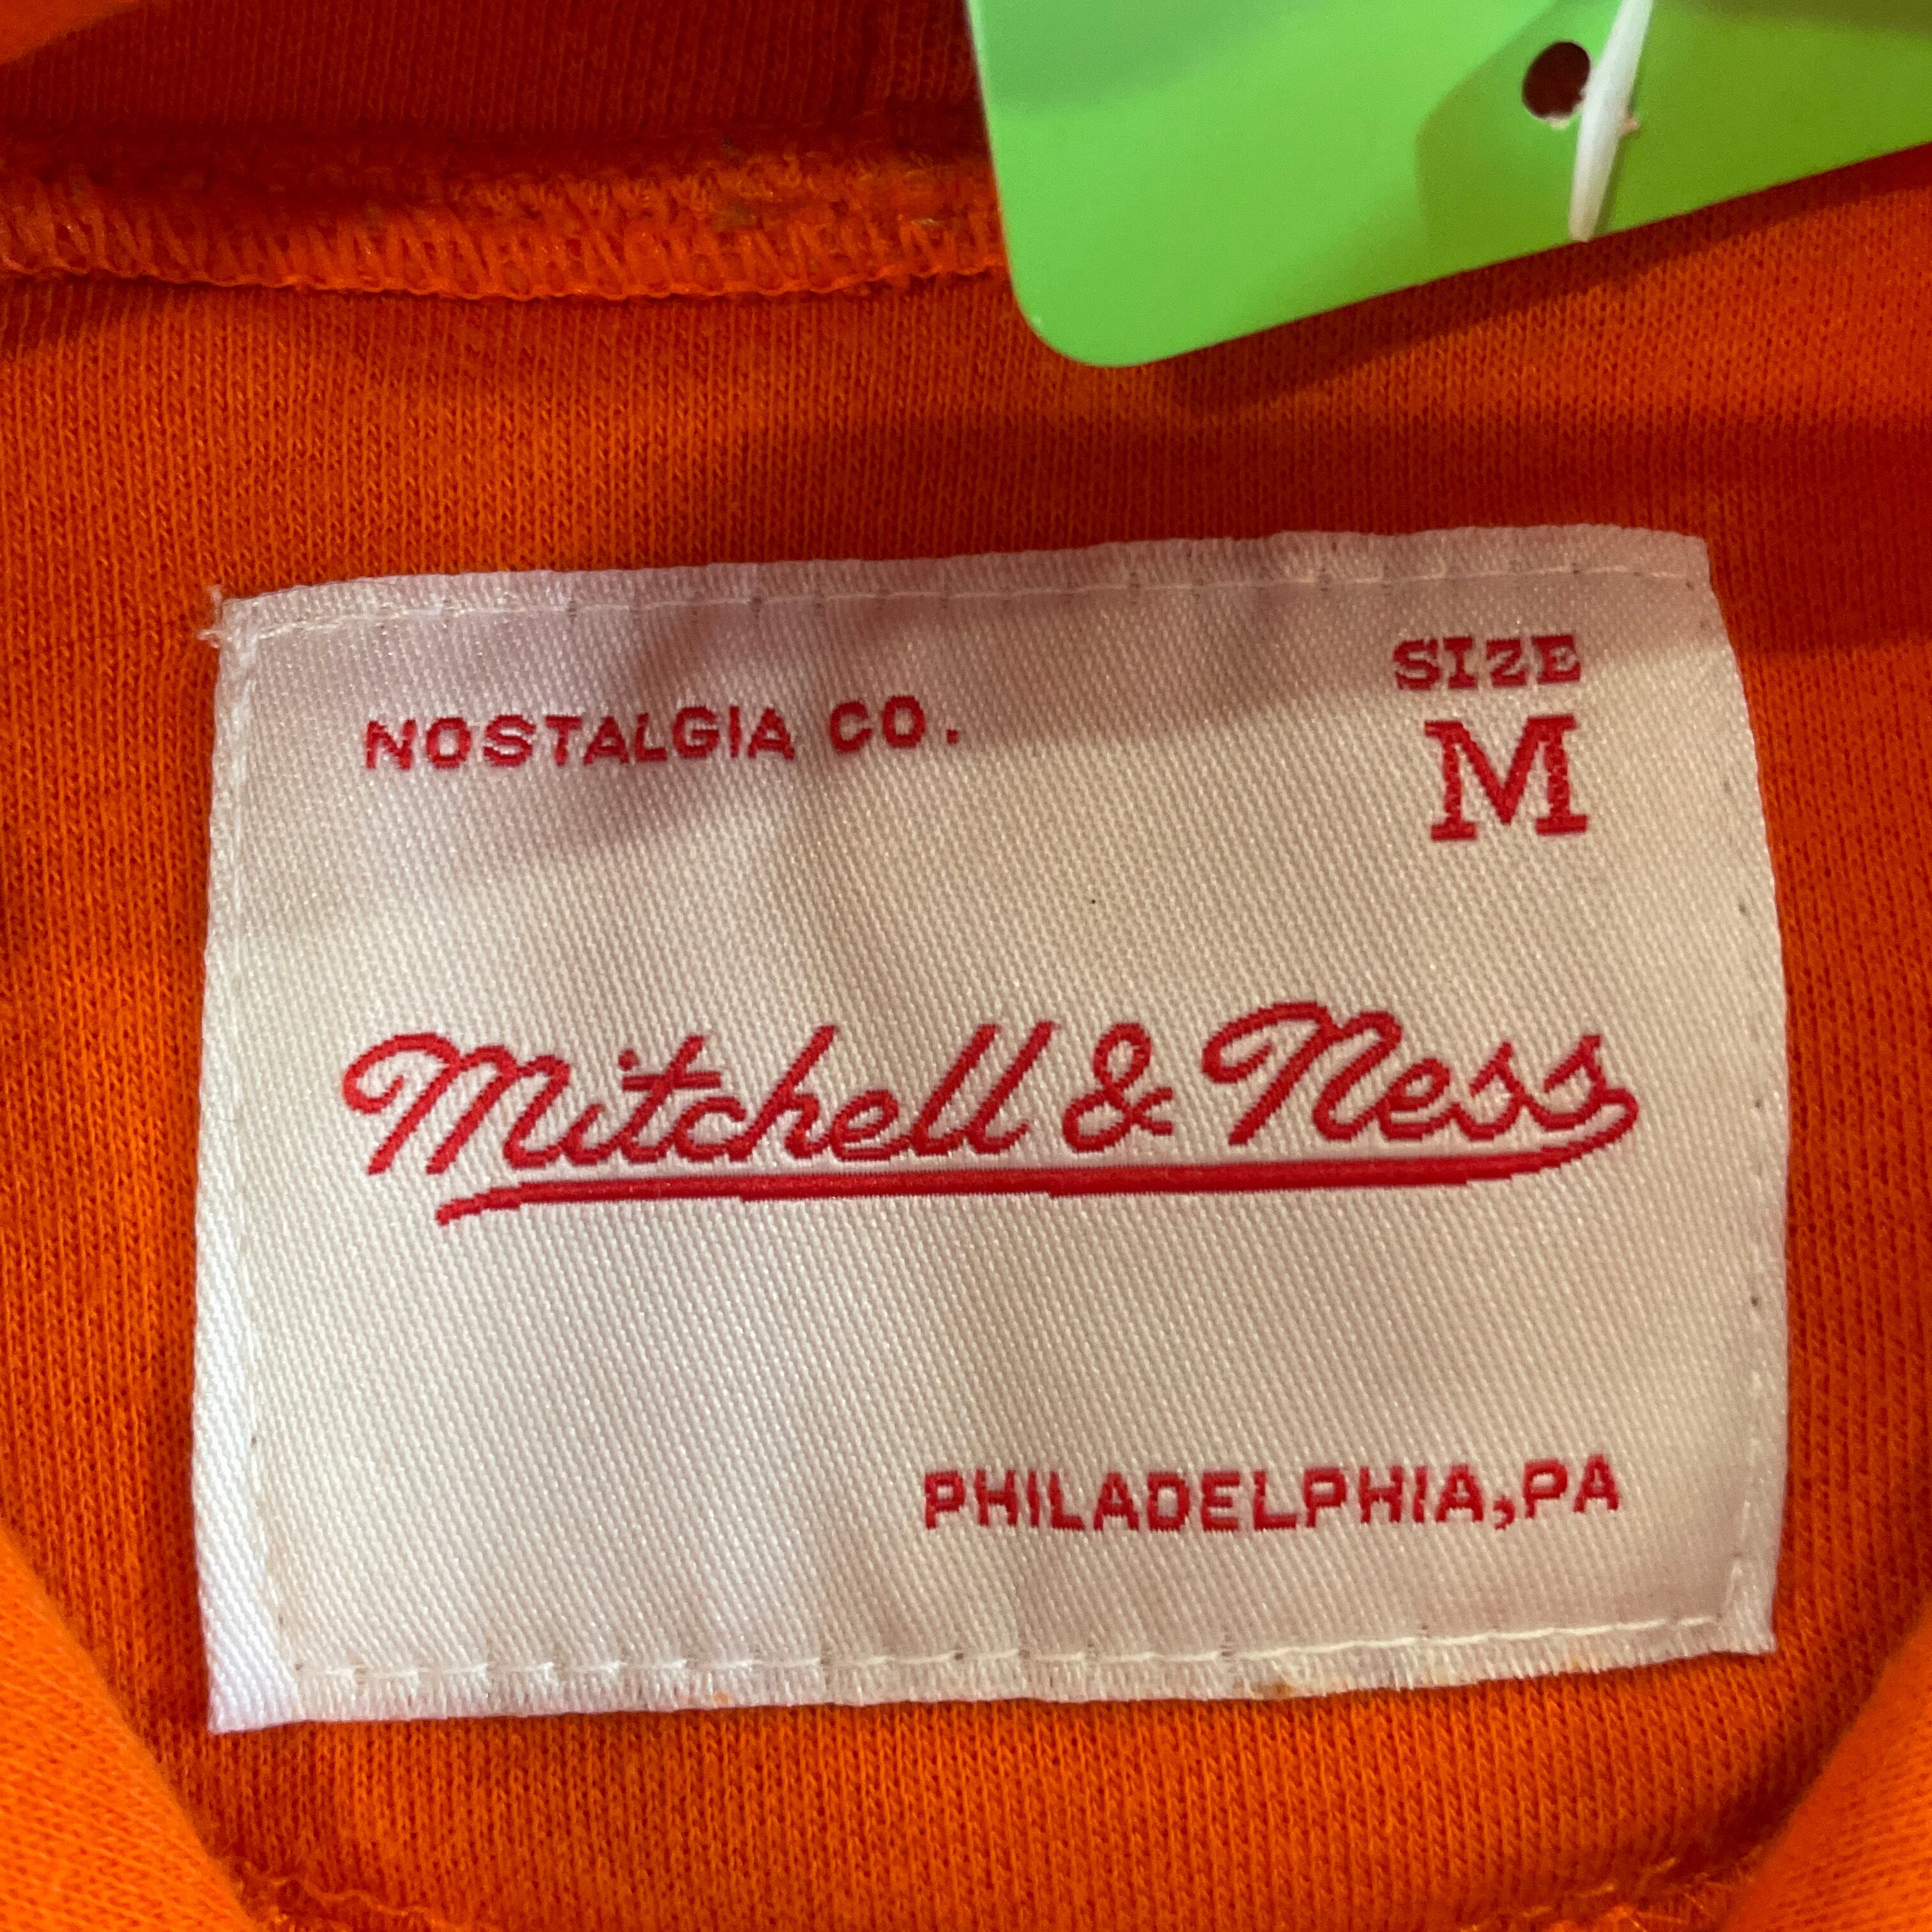 NOSTALGIA CO.
SIZE
M
Mitchell & Ness
PHILADELPHIA, PA